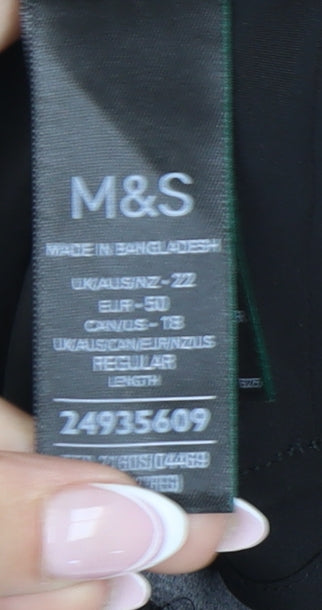 M&S
MADE IN BANGLADESH
UK/AUS/NZ - 22
EUR - 50
CAN/US - 18
UK/AUS/CAN/EUR/NZ/US
REGULAR
LENGTH
24935609